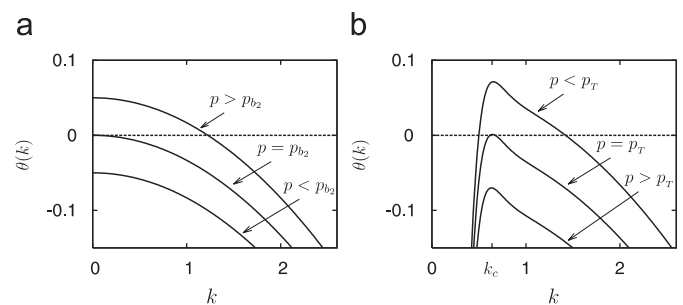 a
0.1
0
-0.1
θ(k)
p > p_{b_2}
p = p_{b_2}
p < p_{b_2}
0
1
2
k
b
0.1
0
-0.1
θ(k)
p < p_T
p = p_T
p > p_T
0
k_c
1
2
k